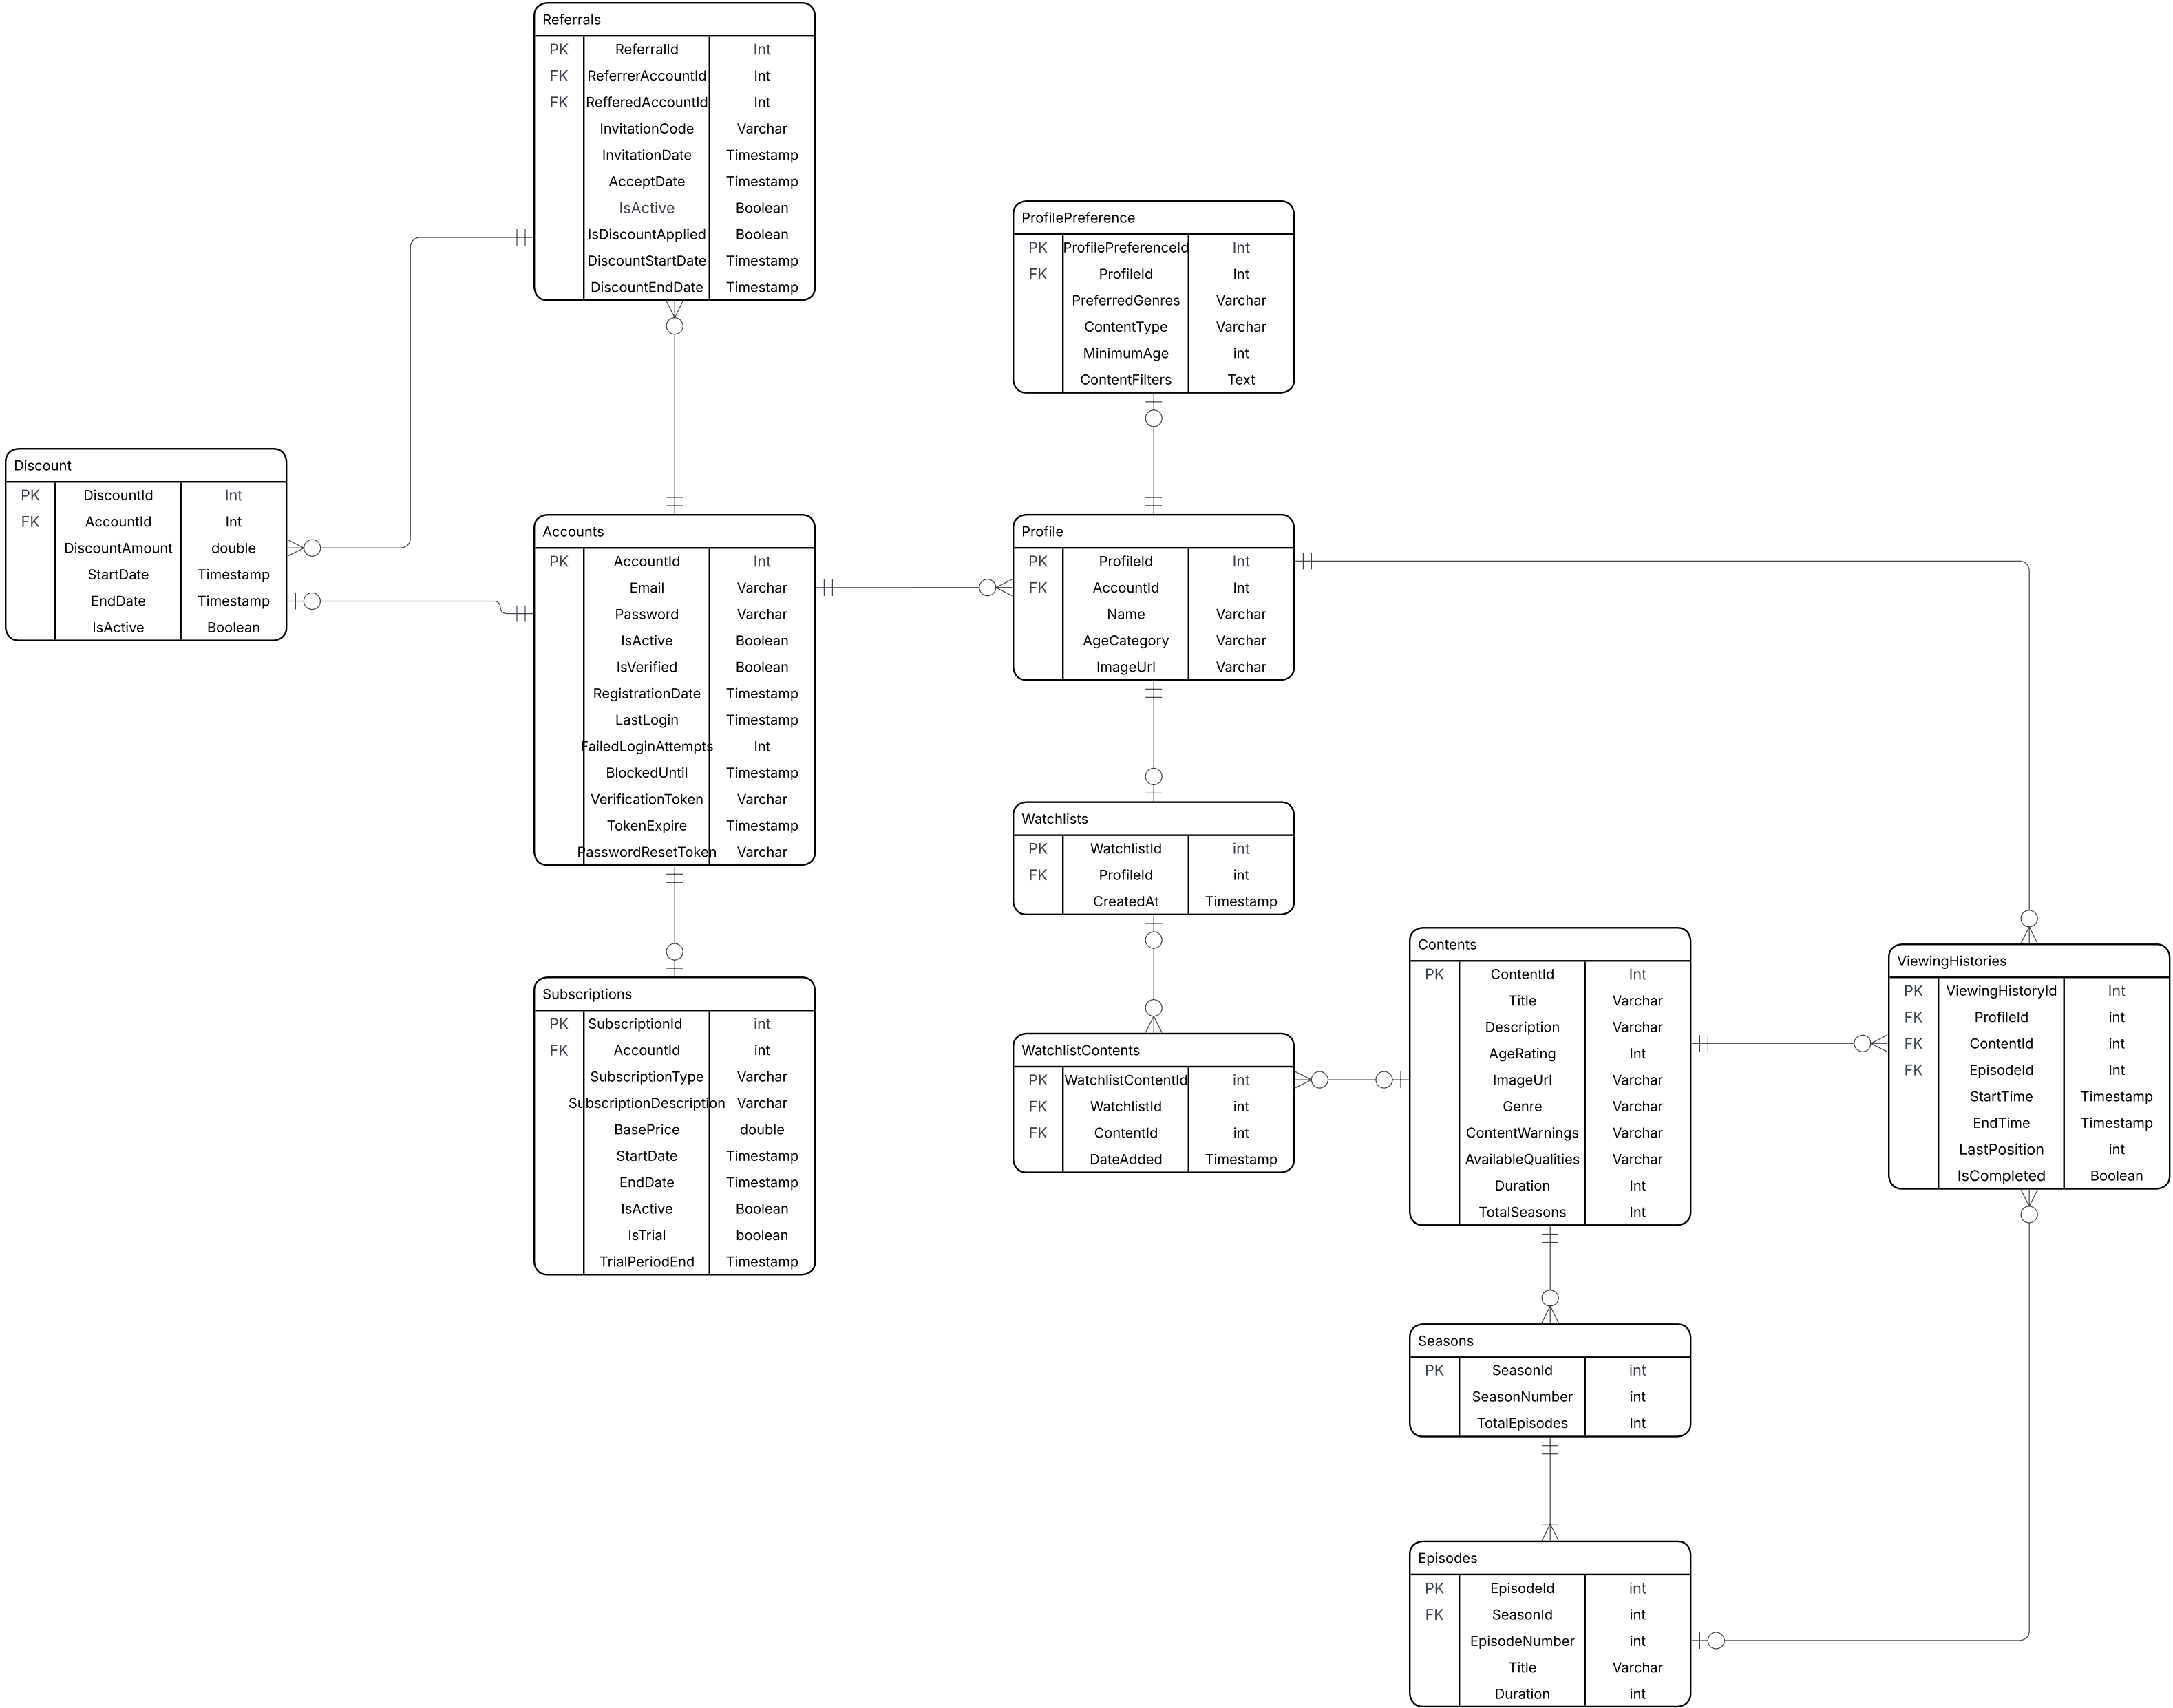 Referrals
PK ReferralId Int
FK ReferrerAccountId Int
FK RefferedAccountId Int
InvitationCode Varchar
InvitationDate Timestamp
AcceptDate Timestamp
IsActive Boolean
IsDiscountApplied Boolean
DiscountStartDate Timestamp
DiscountEndDate Timestamp
ProfilePreference
PK ProfilePreferenceId Int
FK ProfileId Int
PreferredGenres Varchar
ContentType Varchar
MinimumAge int
ContentFilters Text
Discount
PK DiscountId Int
FK AccountId Int
DiscountAmount double
StartDate Timestamp
EndDate Timestamp
IsActive Boolean
Accounts
PK AccountId Int
Email Varchar
Password Varchar
IsActive Boolean
IsVerified Boolean
RegistrationDate Timestamp
LastLogin Timestamp
FailedLoginAttempts Int
BlockedUntil Timestamp
VerificationToken Varchar
TokenExpire Timestamp
PasswordResetToken Varchar
Profile
PK ProfileId Int
FK AccountId Int
Name Varchar
AgeCategory Varchar
ImageUrl Varchar
Watchlists
PK WatchlistId int
FK ProfileId int
CreatedAt Timestamp
Subscriptions
PK SubscriptionId int
FK AccountId int
SubscriptionType Varchar
SubscriptionDescription Varchar
BasePrice double
StartDate Timestamp
EndDate Timestamp
IsActive Boolean
IsTrial boolean
TrialPeriodEnd Timestamp
WatchlistContents
PK WatchlistContentId int
FK WatchlistId int
FK ContentId int
DateAdded Timestamp
Contents
PK ContentId Int
Title Varchar
Description Varchar
AgeRating Int
ImageUrl Varchar
Genre Varchar
ContentWarnings Varchar
AvailableQualities Varchar
Duration Int
TotalSeasons Int
ViewingHistories
PK ViewingHistoryId Int
FK ProfileId int
FK ContentId int
FK EpisodeId Int
StartTime Timestamp
EndTime Timestamp
LastPosition int
IsCompleted Boolean
Seasons
PK SeasonId int
SeasonNumber int
TotalEpisodes Int
Episodes
PK EpisodeId int
FK SeasonId int
EpisodeNumber int
Title Varchar
Duration int